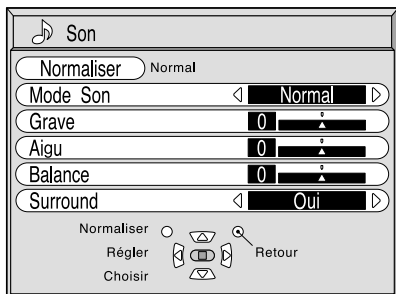 Son
Normaliser Normal
Mode Son Normal
Grave 0
Aigu 0
Balance 0
Surround Oui
Normaliser
Régler Retour
Choisir